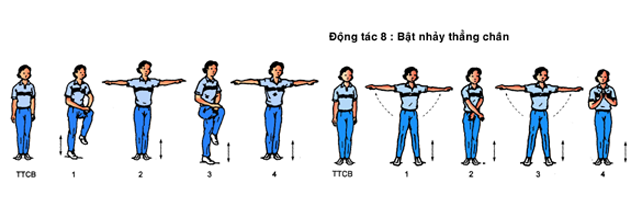 Động tác 8 : Bật nhảy thẳng chân
TTCB 1 2 3 4
TTCB 1 2 3 4